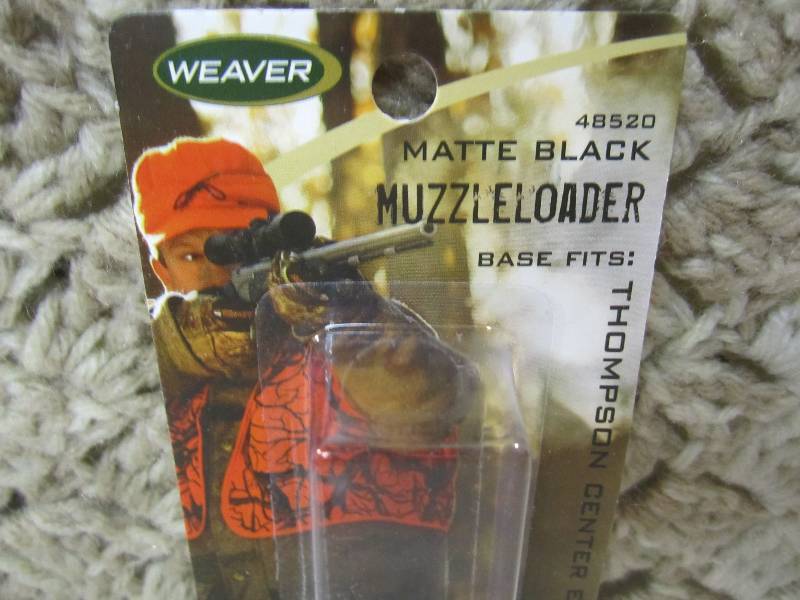 WEAVER
48520
MATTE BLACK
MUZZLELOADER
BASE FITS:
THOMPSON CENTER